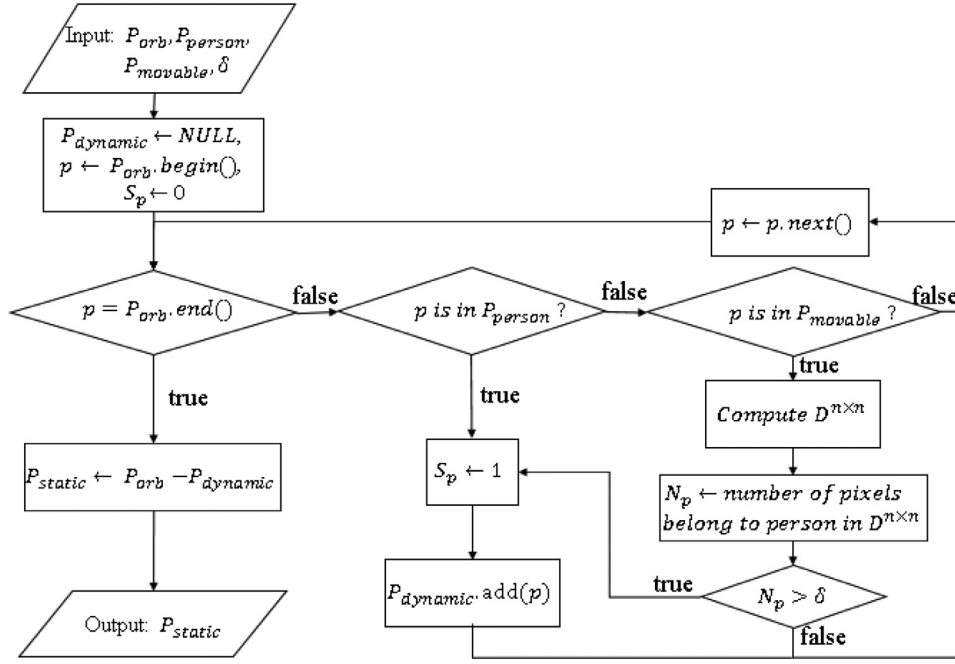 Input: P_orb, P_person,
P_movable, δ
P_dynamic ← NULL,
p ← P_orb.begin(),
S_p ← 0
p ← p.next()
p = P_orb.end()
false
p is in P_person ?
false
p is in P_movable ?
false
true
true
true
Compute D^{n×n}
P_static ← P_orb − P_dynamic
S_p ← 1
N_p ← number of pixels
belong to person in D^{n×n}
P_dynamic.add(p)
true
N_p > δ
false
Output: P_static